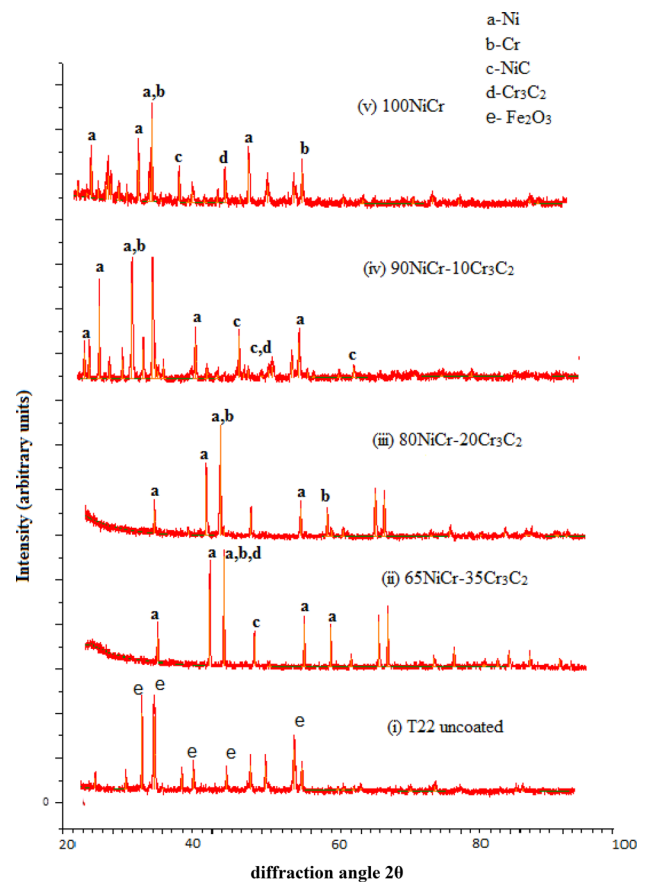 a-Ni
b-Cr
c-NiC
d-Cr₃C₂
e- Fe₂O₃
(v) 100NiCr
a a a,b c d a b
(iv) 90NiCr-10Cr₃C₂
a a a,b a c c,d a c
(iii) 80NiCr-20Cr₃C₂
a a a,b a b
(ii) 65NiCr-35Cr₃C₂
a a a,b,d c a a
(i) T22 uncoated
e e e e e
0
20 40 60 80 100
Intensity (arbitrary units)
diffraction angle 2θ